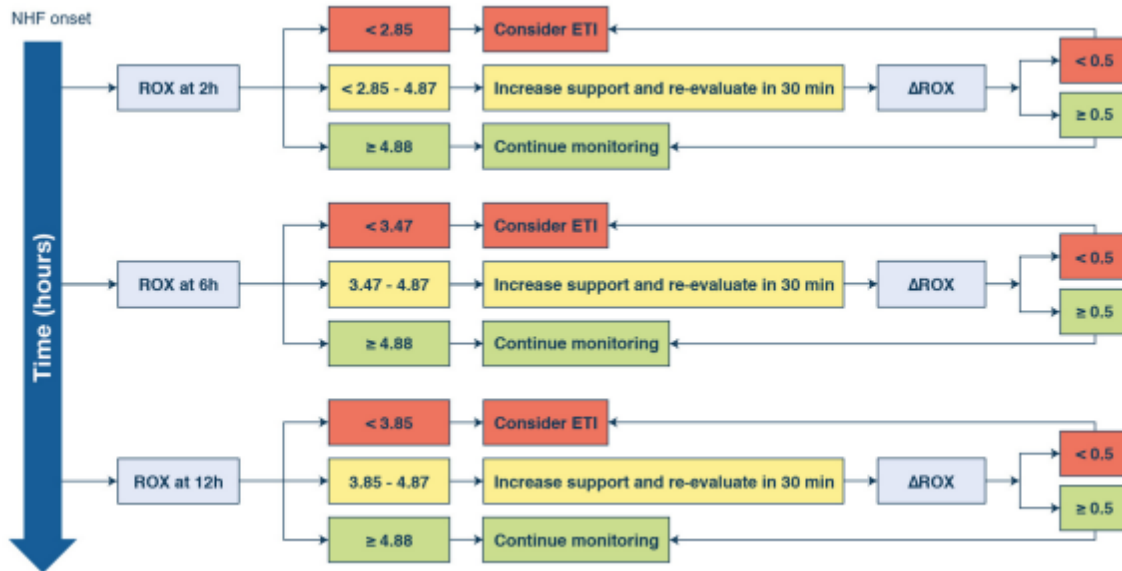 NHF onset
Time (hours)
ROX at 2h
< 2.85
Consider ETI
< 2.85 - 4.87
Increase support and re-evaluate in 30 min
ΔROX
< 0.5
≥ 0.5
≥ 4.88
Continue monitoring
ROX at 6h
< 3.47
Consider ETI
3.47 - 4.87
Increase support and re-evaluate in 30 min
ΔROX
< 0.5
≥ 0.5
≥ 4.88
Continue monitoring
ROX at 12h
< 3.85
Consider ETI
3.85 - 4.87
Increase support and re-evaluate in 30 min
ΔROX
< 0.5
≥ 0.5
≥ 4.88
Continue monitoring